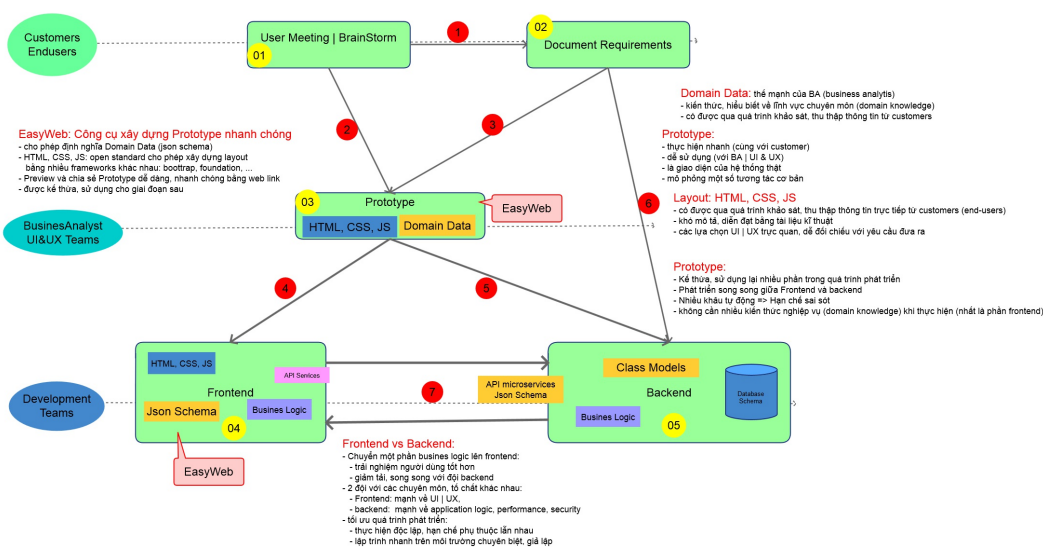 Customers
Endusers
User Meeting | BrainStorm
01
1
02
Document Requirements
Domain Data: thế mạnh của BA (business analytis)
- kiến thức, hiểu biết về lĩnh vực chuyên môn (domain knowledge)
- có được qua quá trình khảo sát, thu thập thông tin từ customers
EasyWeb: Công cụ xây dựng Prototype nhanh chóng
- cho phép định nghĩa Domain Data (json schema)
- HTML, CSS, JS: open standard cho phép xây dựng layout
bằng nhiều frameworks khác nhau: boottrap, foundation, ...
- Preview và chia sẻ Prototype dễ dàng, nhanh chóng bằng web link
- được kế thừa, sử dụng cho giai đoạn sau
2
3
Prototype:
- thực hiện nhanh (cùng với customer)
- dễ sử dụng (với BA | UI & UX)
- là giao diện của hệ thống thật
- mô phỏng một số tương tác cơ bản
6
Layout: HTML, CSS, JS
- có được qua quá trình khảo sát, thu thập thông tin trực tiếp từ customers (end-users)
- khó mô tả, diễn đạt bằng tài liệu kĩ thuật
- các lựa chọn UI | UX trực quan, dễ đối chiếu với yêu cầu đưa ra
BusinesAnalyst
UI&UX Teams
03
Prototype
HTML, CSS, JS
Domain Data
EasyWeb
Prototype:
- Kế thừa, sử dụng lại nhiều phần trong quá trình phát triển
- Phát triển song song giữa Frontend và backend
- Nhiều khâu tự động => Hạn chế sai sót
- không cần nhiều kiến thức nghiệp vụ (domain knowledge) khi thực hiện (nhất là phần frontend)
4
5
Development
Teams
HTML, CSS, JS
API Services
Frontend
Json Schema
Busines Logic
04
EasyWeb
7
API microservices
Json Schema
Class Models
Backend
Busines Logic
05
Database
Schema
Frontend vs Backend:
- Chuyển một phần busines logic lên frontend:
- trải nghiệm người dùng tốt hơn
- giảm tải, song song với đội backend
- 2 đội với các chuyên môn, tố chất khác nhau:
- Frontend: mạnh về UI | UX,
- backend: mạnh về application logic, performance, security
- tối ưu quá trình phát triển:
- thực hiện độc lập, hạn chế phụ thuộc lẫn nhau
- lập trình nhanh trên môi trường chuyên biệt, giả lập